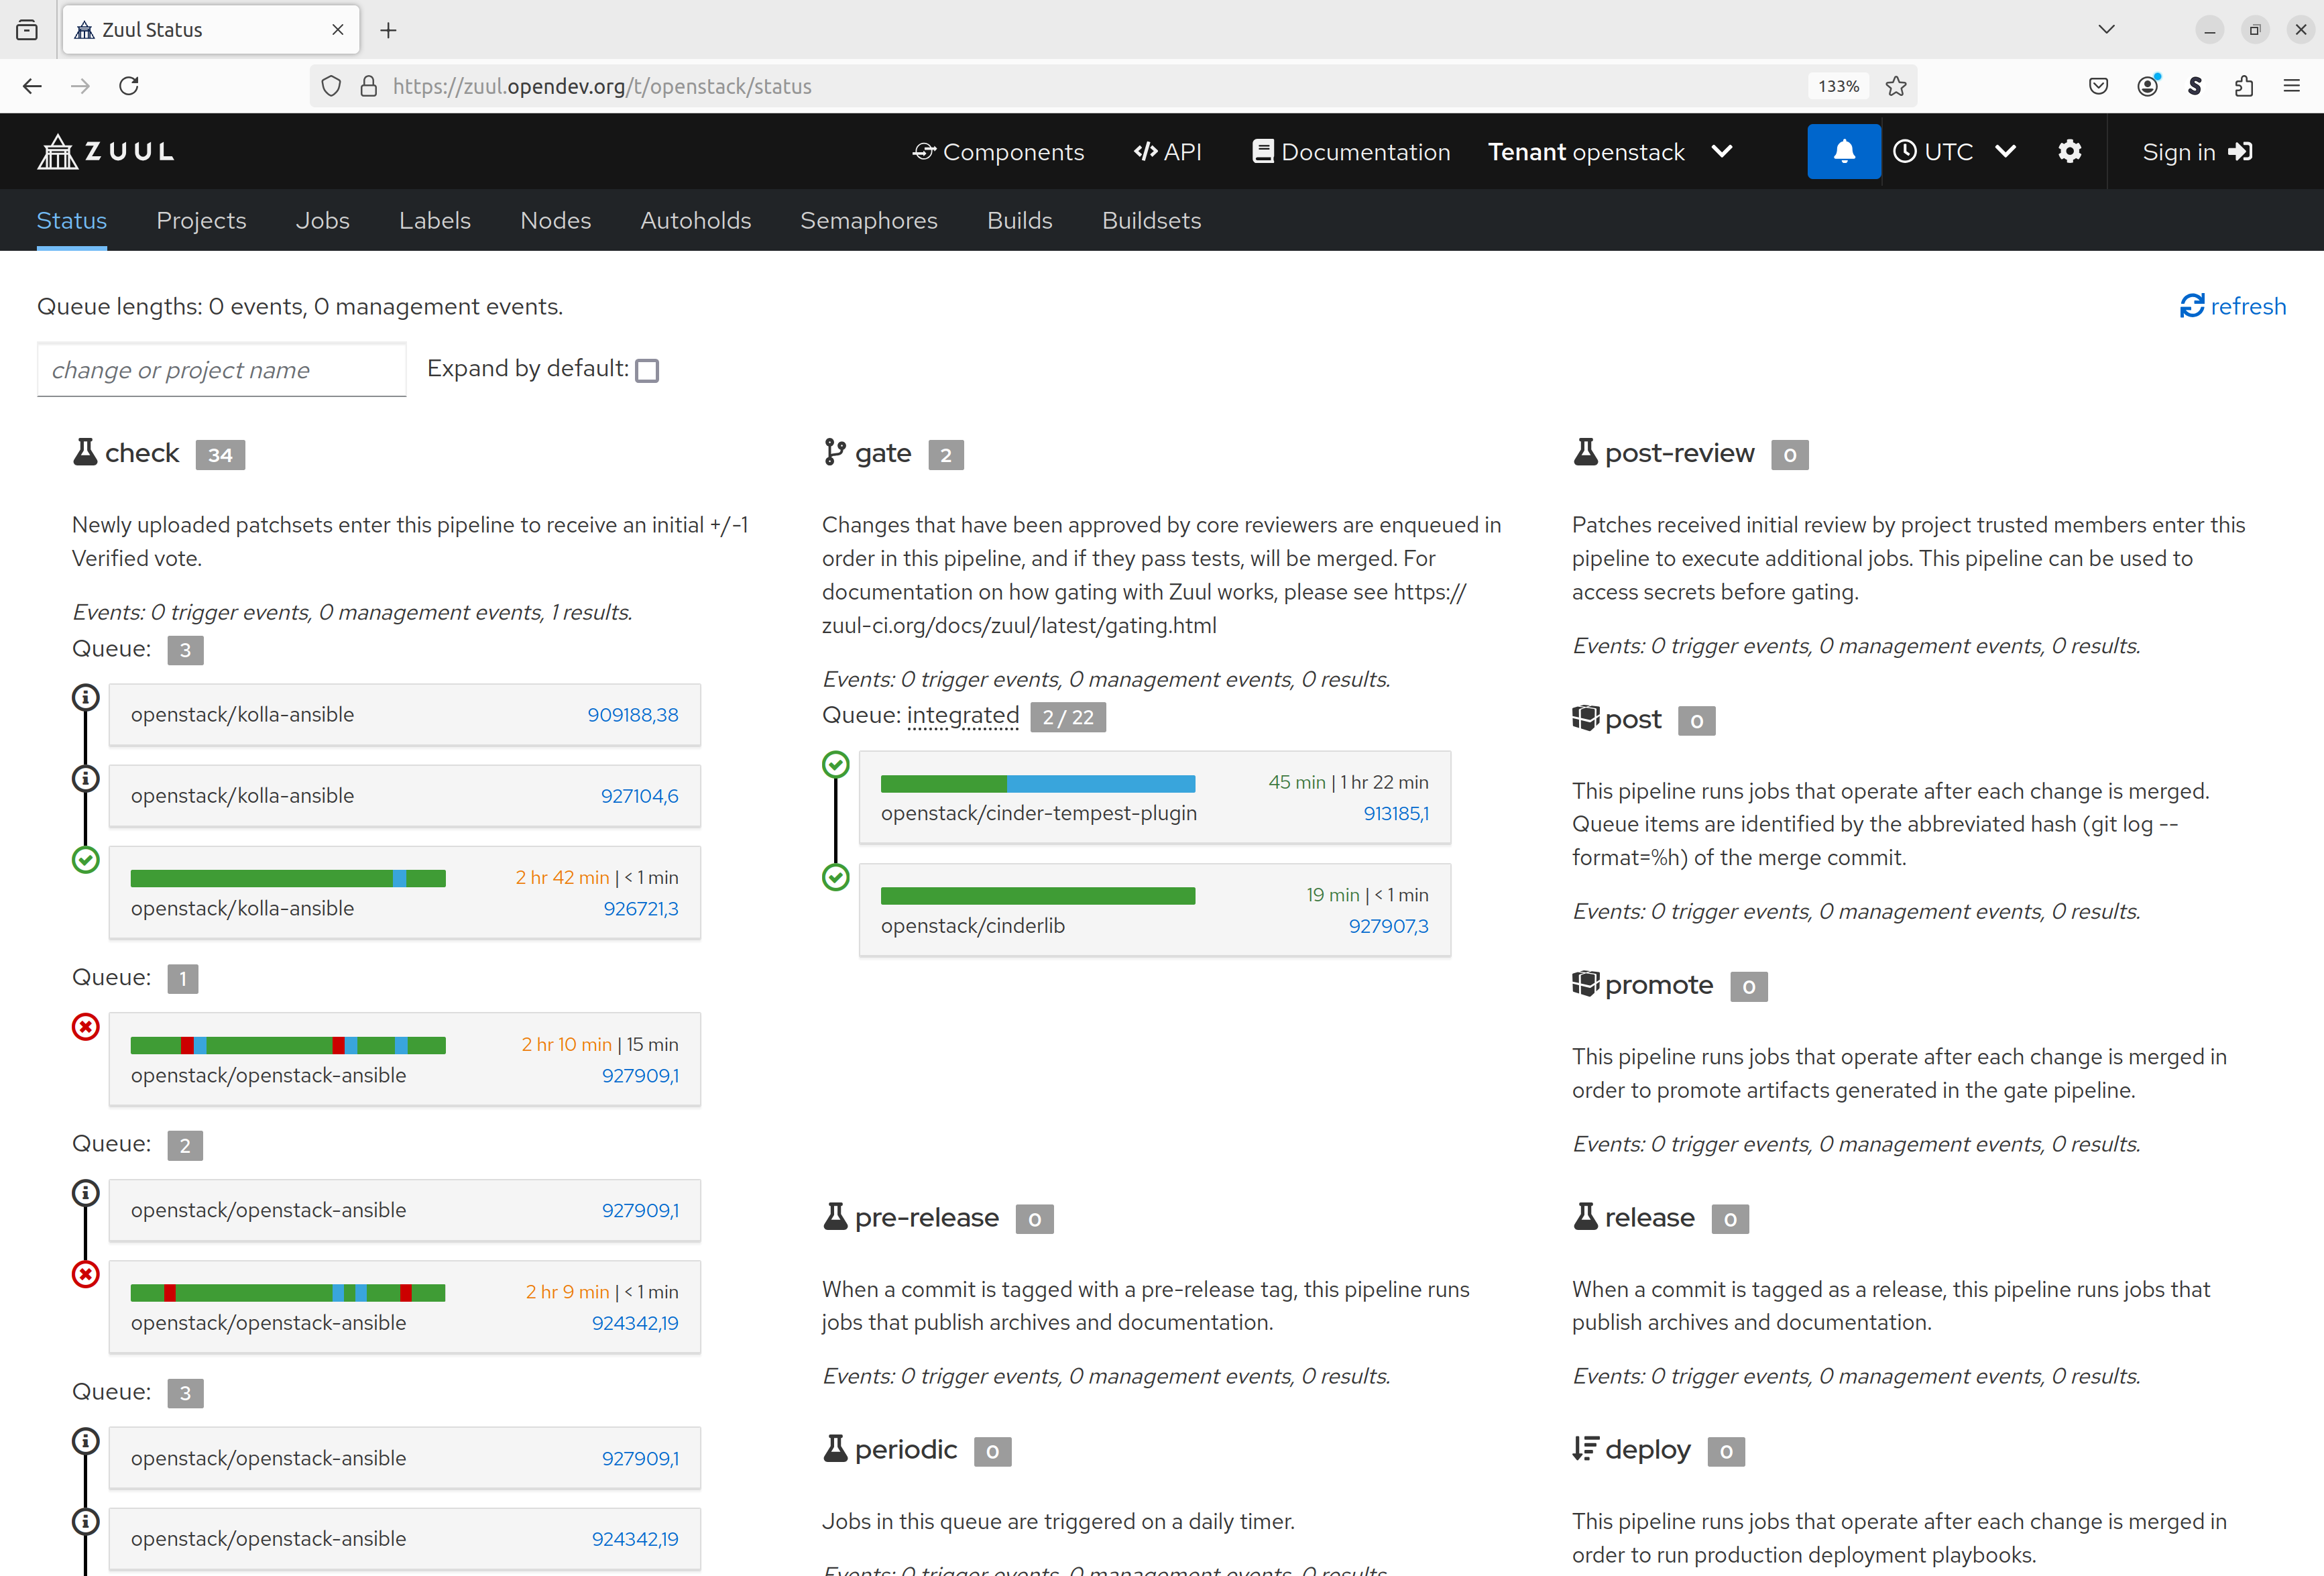 Zuul Status
https://zuul.opendev.org/t/openstack/status
133%
ZUUL
Components
API
Documentation
Tenant openstack
UTC
Sign in
Status
Projects
Jobs
Labels
Nodes
Autoholds
Semaphores
Builds
Buildsets
Queue lengths: 0 events, 0 management events.
refresh
change or project name
Expand by default:
check 34
Newly uploaded patchsets enter this pipeline to receive an initial +/-1
Verified vote.
Events: 0 trigger events, 0 management events, 1 results.
Queue: 3
openstack/kolla-ansible 909188,38
openstack/kolla-ansible 927104,6
2 hr 42 min | < 1 min
openstack/kolla-ansible 926721,3
Queue: 1
2 hr 10 min | 15 min
openstack/openstack-ansible 927909,1
Queue: 2
openstack/openstack-ansible 927909,1
2 hr 9 min | < 1 min
openstack/openstack-ansible 924342,19
Queue: 3
openstack/openstack-ansible 927909,1
openstack/openstack-ansible 924342,19
gate 2
Changes that have been approved by core reviewers are enqueued in
order in this pipeline, and if they pass tests, will be merged. For
documentation on how gating with Zuul works, please see https://
zuul-ci.org/docs/zuul/latest/gating.html
Events: 0 trigger events, 0 management events, 0 results.
Queue: integrated 2 / 22
45 min | 1 hr 22 min
openstack/cinder-tempest-plugin 913185,1
19 min | < 1 min
openstack/cinderlib 927907,3
pre-release 0
When a commit is tagged with a pre-release tag, this pipeline runs
jobs that publish archives and documentation.
Events: 0 trigger events, 0 management events, 0 results.
periodic 0
Jobs in this queue are triggered on a daily timer.
Events: 0 trigger events, 0 management events, 0 results.
post-review 0
Patches received initial review by project trusted members enter this
pipeline to execute additional jobs. This pipeline can be used to
access secrets before gating.
Events: 0 trigger events, 0 management events, 0 results.
post 0
This pipeline runs jobs that operate after each change is merged.
Queue items are identified by the abbreviated hash (git log --
format=%h) of the merge commit.
Events: 0 trigger events, 0 management events, 0 results.
promote 0
This pipeline runs jobs that operate after each change is merged in
order to promote artifacts generated in the gate pipeline.
Events: 0 trigger events, 0 management events, 0 results.
release 0
When a commit is tagged as a release, this pipeline runs jobs that
publish archives and documentation.
Events: 0 trigger events, 0 management events, 0 results.
deploy 0
This pipeline runs jobs that operate after each change is merged in
order to run production deployment playbooks.